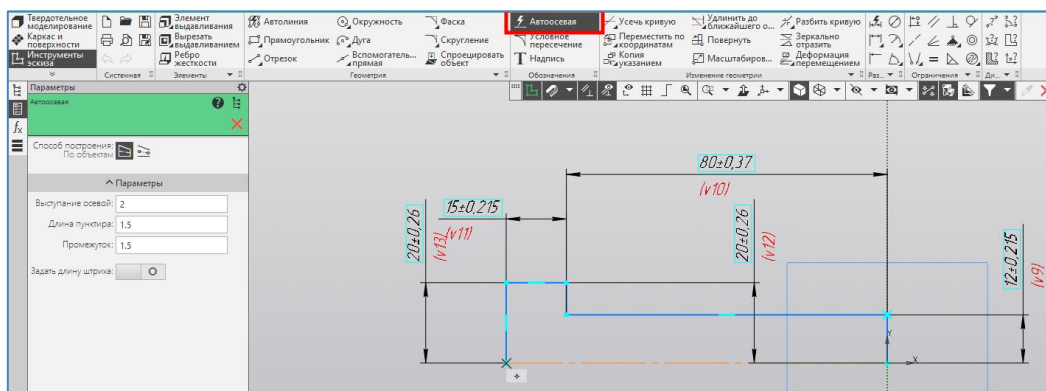 Твердотельное моделирование
Элемент выдавливания
Автолиния
Окружность
Фаска
Автоосевая
Усечь кривую
Удлинить до ближайшего о...
Разбить кривую
Каркас и поверхности
Вырезать выдавливанием
Прямоугольник
Дуга
Скругление
Условное пересечение
Переместить по координатам
Повернуть
Зеркально отразить
Инструменты эскиза
Ребро жесткости
Отрезок
Вспомогатель... прямая
Спроецировать объект
Надпись
Копия указанием
Масштабиров...
Деформация перемещением
Системная
Элементы
Геометрия
Обозначения
Изменение геометрии
Раз...
Ограничения
Ди...
Параметры
Автоосевая
Способ построения:
По объектам
Параметры
Выступание осевой: 2
Длина пунктира: 1.5
Промежуток: 1.5
Задать длину штриха:
80±0,37
(v10)
15±0,215
(v11)
20±0,26
(v13)
20±0,26
(v12)
12±0,215
(v9)
Y
X